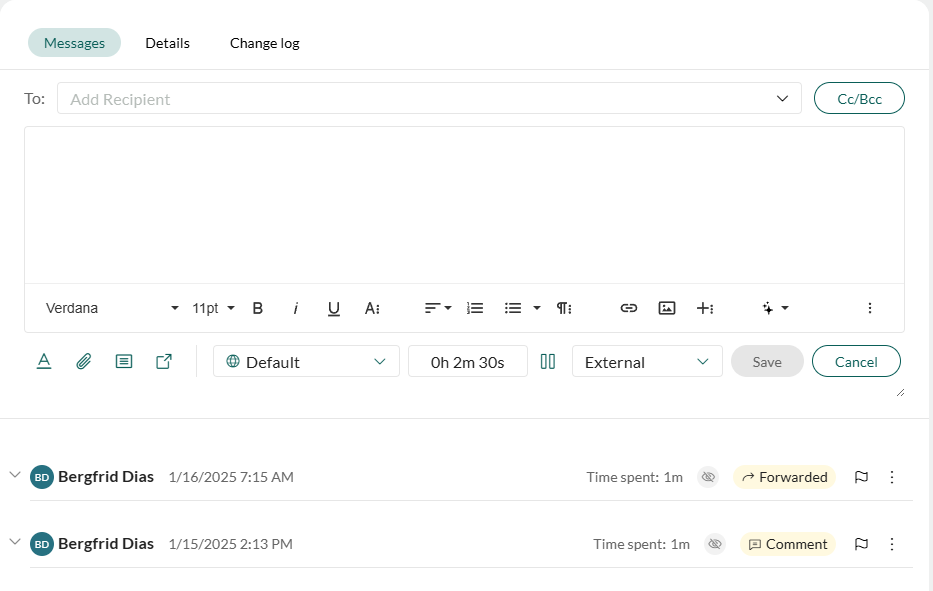 Messages Details Change log
To: Add Recipient Cc/Bcc
Verdana 11pt B i U A
A Default 0h 2m 30s External Save Cancel
BD Bergfrid Dias 1/16/2025 7:15 AM Time spent: 1m Forwarded
BD Bergfrid Dias 1/15/2025 2:13 PM Time spent: 1m Comment